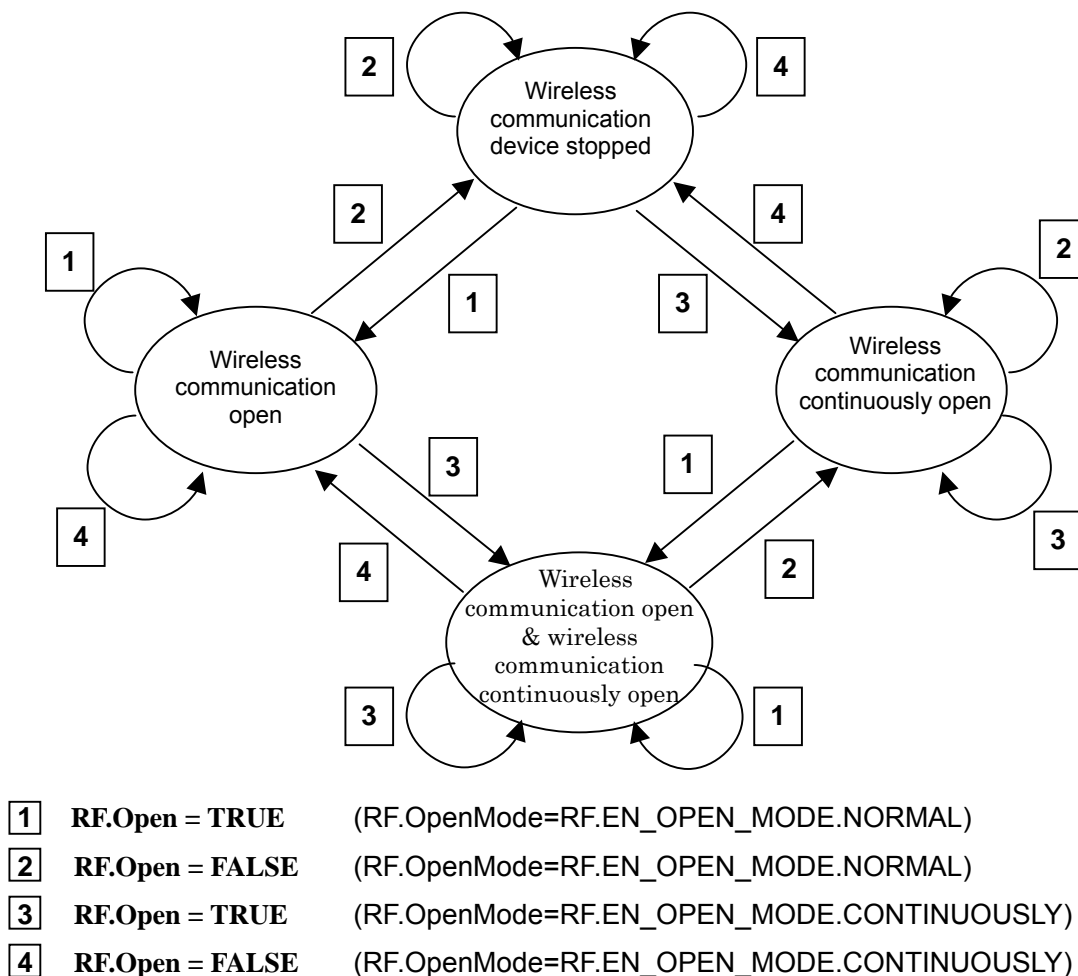 2
4
Wireless
communication
device stopped
2
4
1
2
1
3
Wireless
communication
open
Wireless
communication
continuously open
3
1
4
3
4
2
Wireless
communication open
& wireless
communication
continuously open
3
1
1 RF.Open = TRUE (RF.OpenMode=RF.EN_OPEN_MODE.NORMAL)
2 RF.Open = FALSE (RF.OpenMode=RF.EN_OPEN_MODE.NORMAL)
3 RF.Open = TRUE (RF.OpenMode=RF.EN_OPEN_MODE.CONTINUOUSLY)
4 RF.Open = FALSE (RF.OpenMode=RF.EN_OPEN_MODE.CONTINUOUSLY)